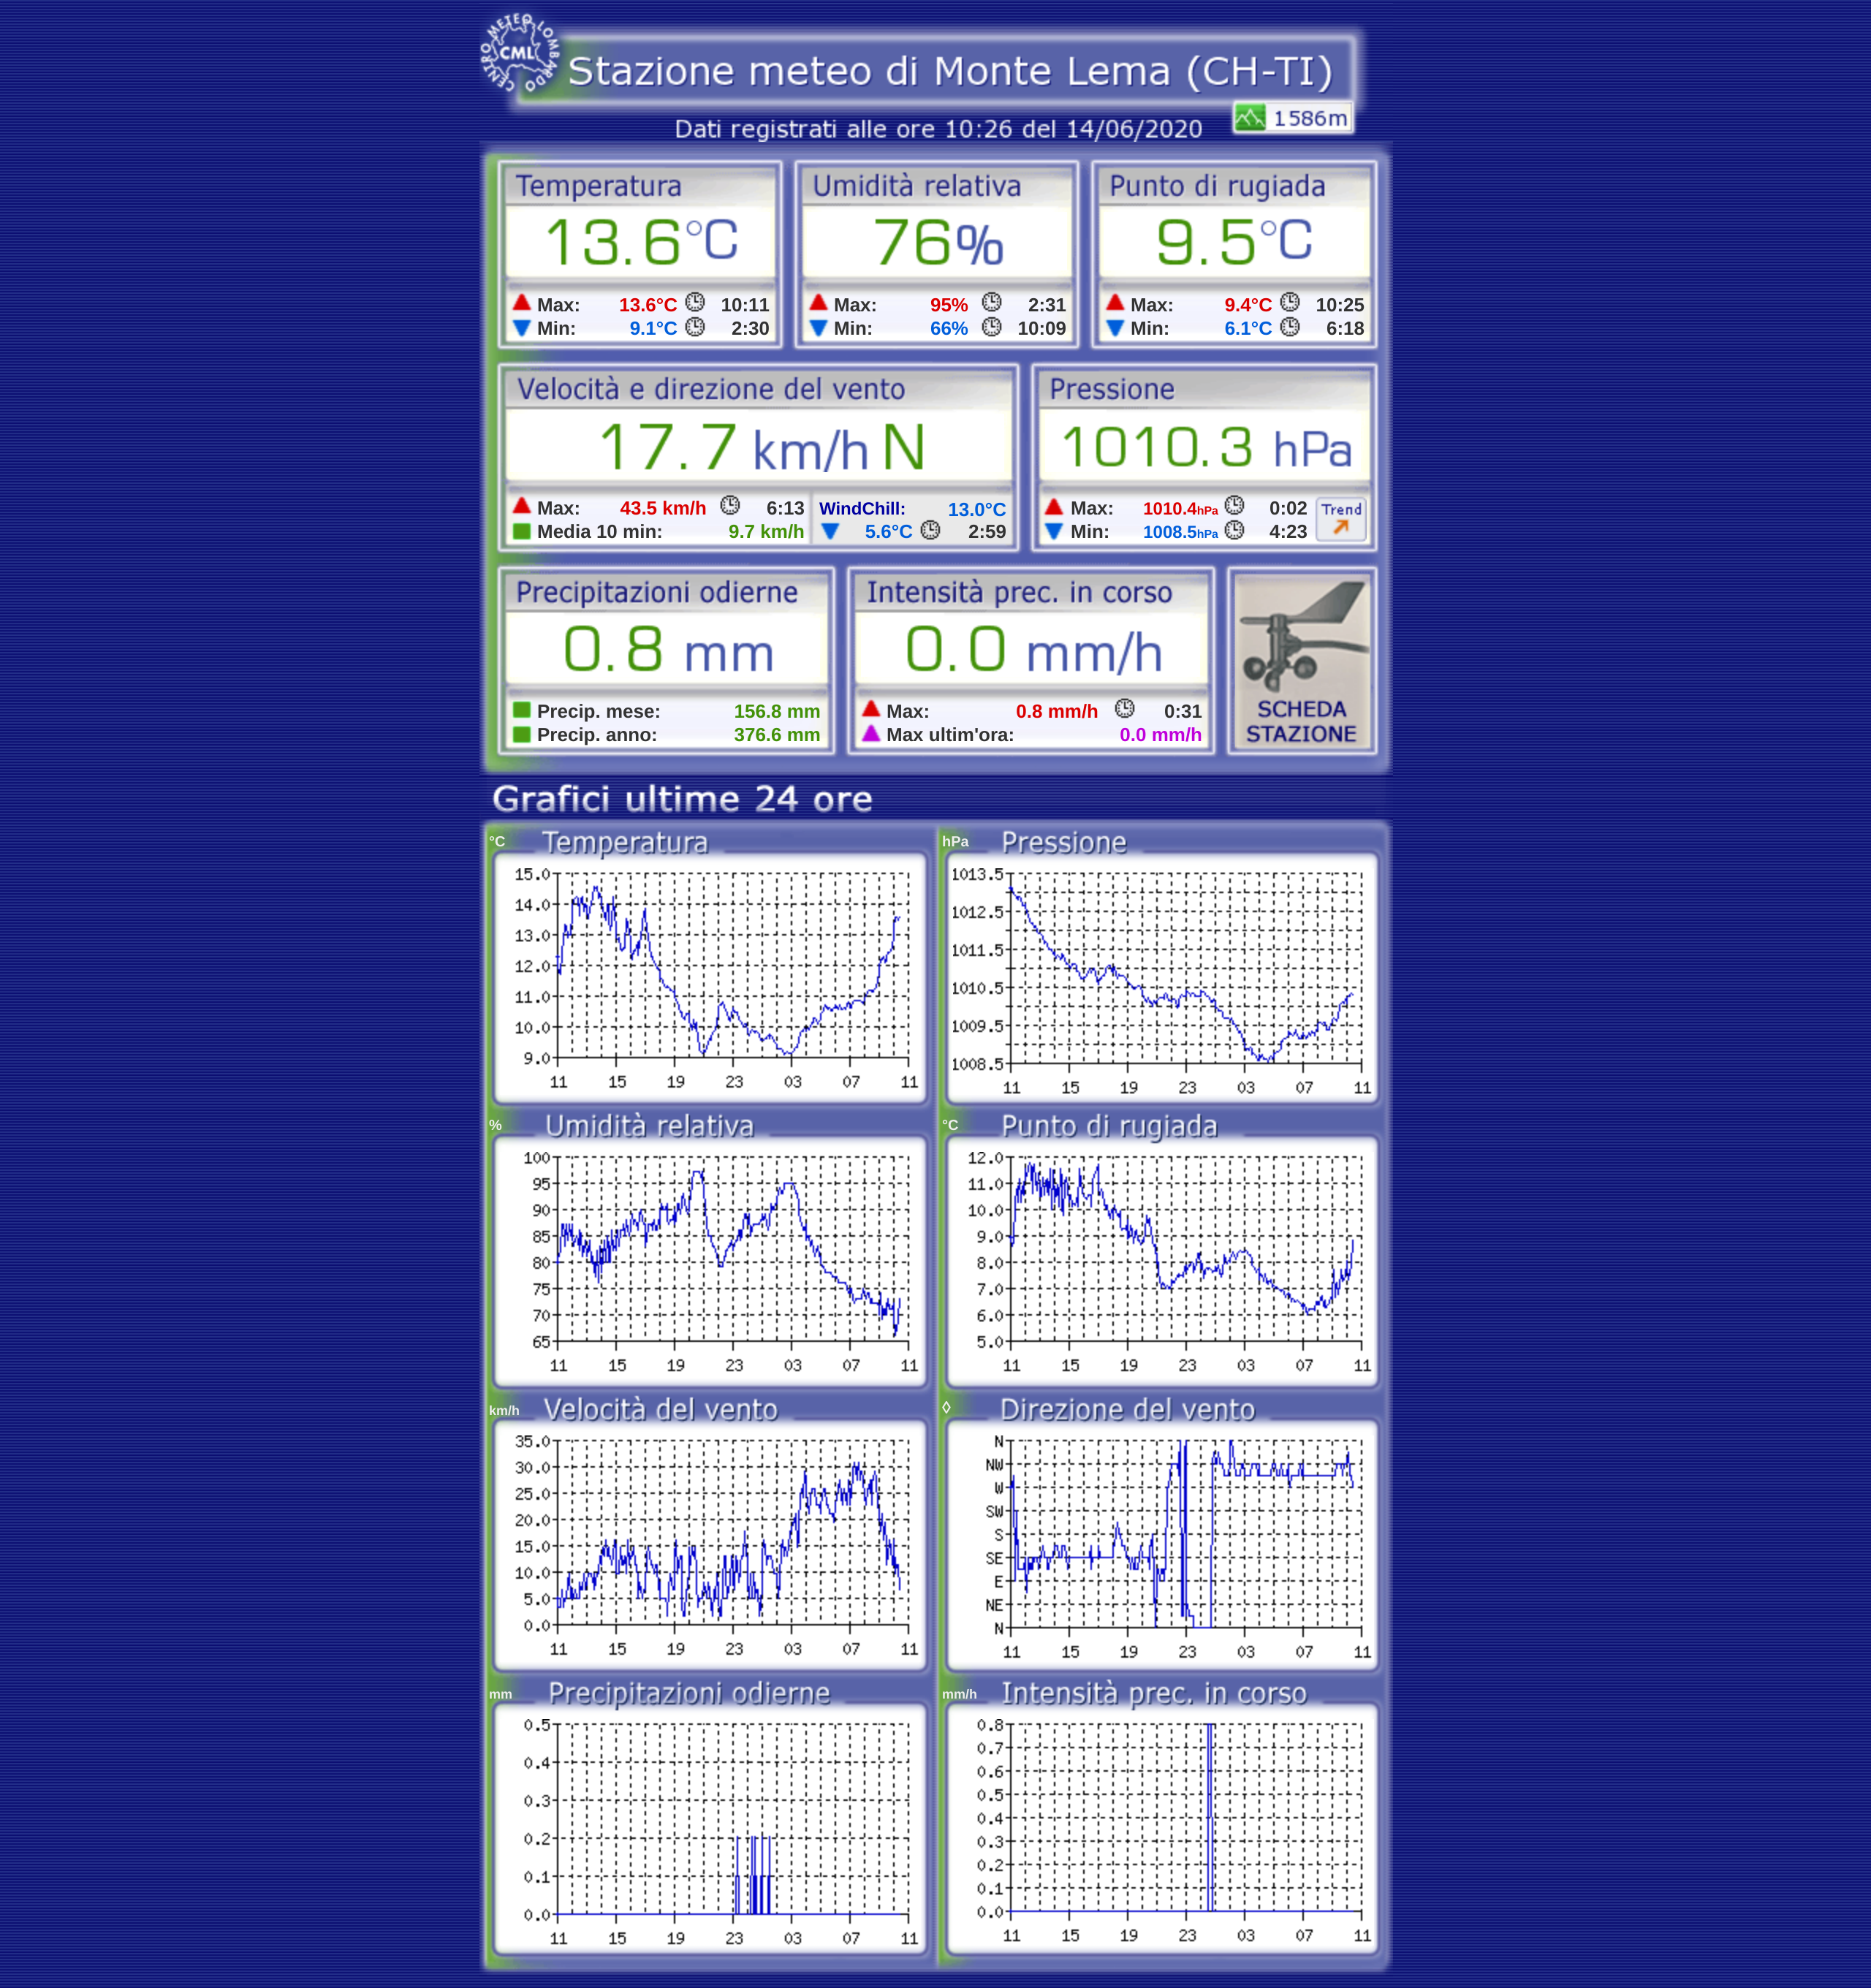 CENTRO METEO LOMBARDO
CML
Stazione meteo di Monte Lema (CH-TI)
1586m
Dati registrati alle ore 10:26 del 14/06/2020
Temperatura
13.6°C
Max: 13.6°C 10:11
Min: 9.1°C 2:30
Umidità relativa
76%
Max: 95% 2:31
Min: 66% 10:09
Punto di rugiada
9.5°C
Max: 9.4°C 10:25
Min: 6.1°C 6:18
Velocità e direzione del vento
17.7 km/h N
Max: 43.5 km/h 6:13
Media 10 min: 9.7 km/h
WindChill: 13.0°C
5.6°C 2:59
Pressione
1010.3 hPa
Max: 1010.4hPa 0:02
Min: 1008.5hPa 4:23
Trend
Precipitazioni odierne
0.8 mm
Precip. mese: 156.8 mm
Precip. anno: 376.6 mm
Intensità prec. in corso
0.0 mm/h
Max: 0.8 mm/h 0:31
Max ultim'ora: 0.0 mm/h
SCHEDA
STAZIONE
Grafici ultime 24 ore
°C Temperatura
15.0
14.0
13.0
12.0
11.0
10.0
9.0
11 15 19 23 03 07 11
hPa Pressione
1013.5
1012.5
1011.5
1010.5
1009.5
1008.5
11 15 19 23 03 07 11
% Umidità relativa
100
95
90
85
80
75
70
65
11 15 19 23 03 07 11
°C Punto di rugiada
12.0
11.0
10.0
9.0
8.0
7.0
6.0
5.0
11 15 19 23 03 07 11
km/h Velocità del vento
35.0
30.0
25.0
20.0
15.0
10.0
5.0
0.0
11 15 19 23 03 07 11
◊ Direzione del vento
N
NW
W
SW
S
SE
E
NE
N
11 15 19 23 03 07 11
mm Precipitazioni odierne
0.5
0.4
0.3
0.2
0.1
0.0
11 15 19 23 03 07 11
mm/h Intensità prec. in corso
0.8
0.7
0.6
0.5
0.4
0.3
0.2
0.1
0.0
11 15 19 23 03 07 11